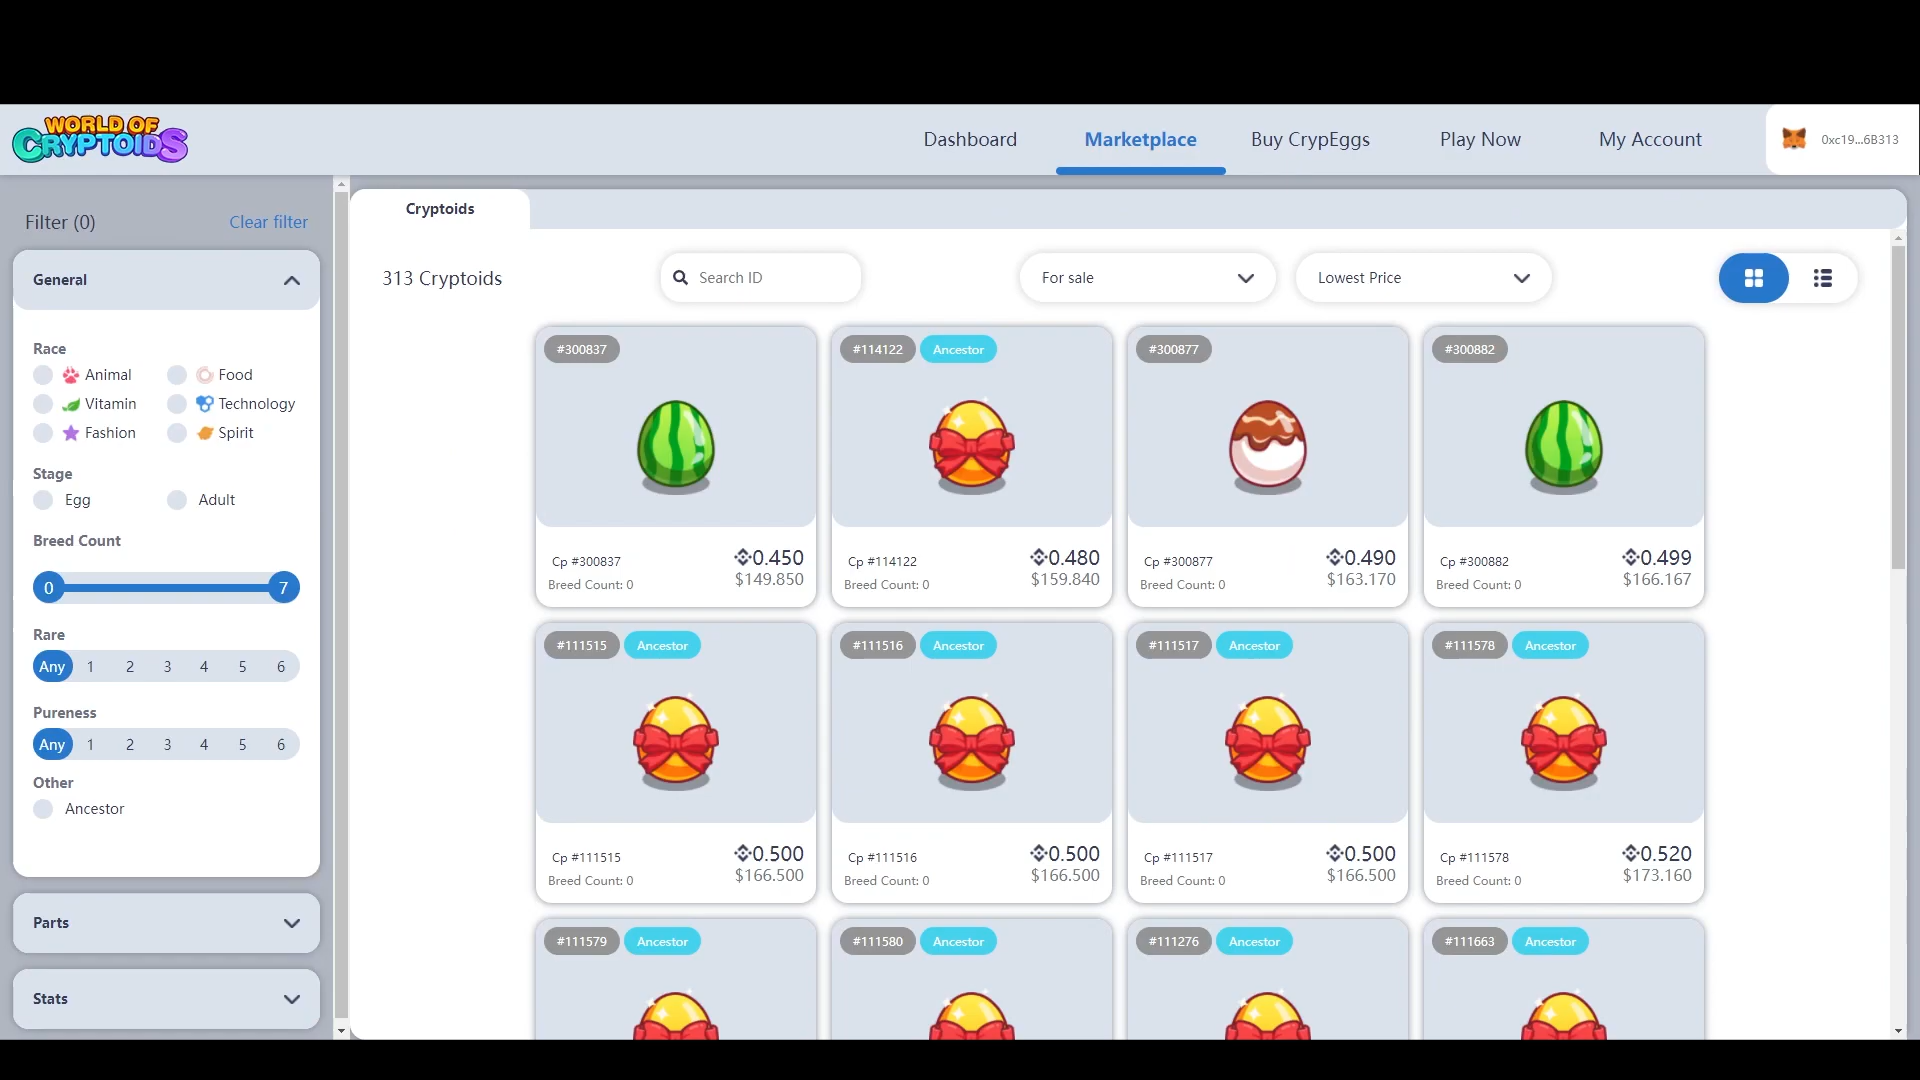 WORLD OF
CRYPTOIDS
Dashboard
Marketplace
Buy CrypEggs
Play Now
My Account
0xc19...6B313
Filter (0)
Clear filter
Cryptoids
General
313 Cryptoids
Search ID
For sale
Lowest Price
Race
Animal
Food
Vitamin
Technology
Fashion
Spirit
Stage
Egg
Adult
Breed Count
0
7
Rare
Any 1 2 3 4 5 6
Pureness
Any 1 2 3 4 5 6
Other
Ancestor
Parts
Stats
#300837
Cp #300837
0.450
Breed Count: 0
$149.850
#114122
Ancestor
Cp #114122
0.480
Breed Count: 0
$159.840
#300877
Cp #300877
0.490
Breed Count: 0
$163.170
#300882
Cp #300882
0.499
Breed Count: 0
$166.167
#111515
Ancestor
Cp #111515
0.500
Breed Count: 0
$166.500
#111516
Ancestor
Cp #111516
0.500
Breed Count: 0
$166.500
#111517
Ancestor
Cp #111517
0.500
Breed Count: 0
$166.500
#111578
Ancestor
Cp #111578
0.520
Breed Count: 0
$173.160
#111579
Ancestor
#111580
Ancestor
#111276
Ancestor
#111663
Ancestor